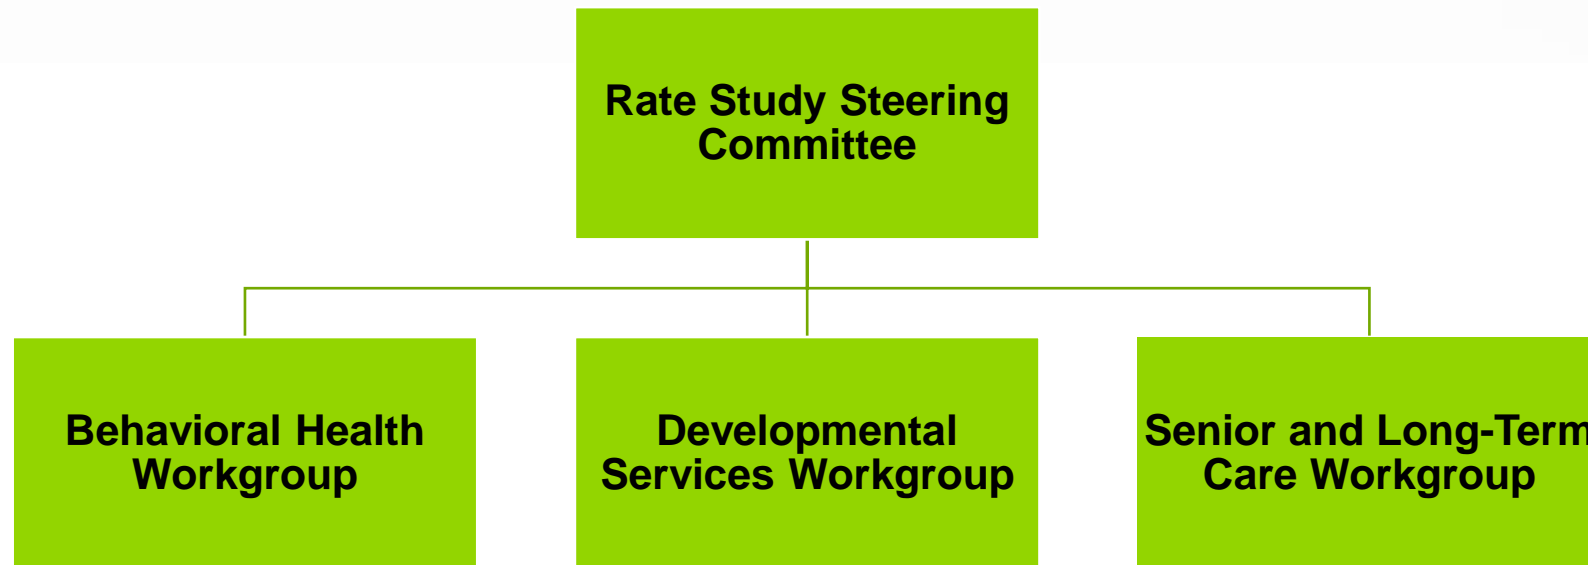 Rate Study Steering
Committee
Behavioral Health
Workgroup
Developmental
Services Workgroup
Senior and Long-Term
Care Workgroup